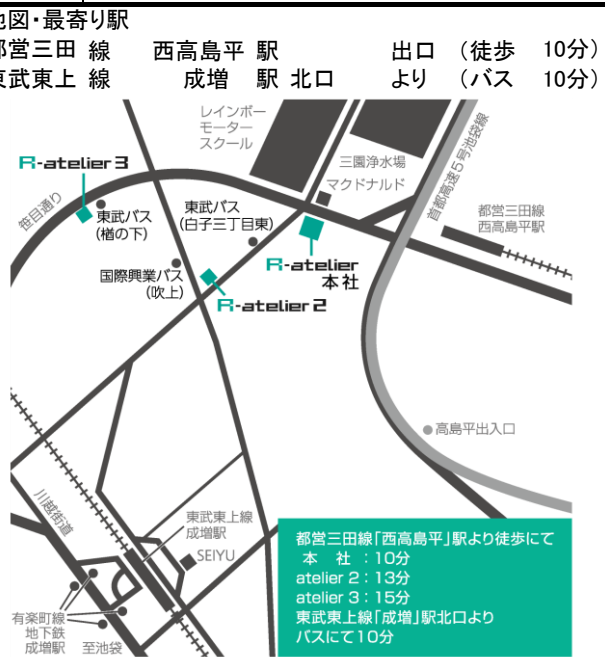 地図・最寄り駅
都営三田 線 西高島平 駅 出口 (徒歩 10分)
東武東上 線 成増 駅 北口 より (バス 10分)
レインボー
モーター
スクール
三園浄水場
マクドナルド
首都高速5号池袋線
都営三田線
西高島平駅
R-atelier 3
笹目通り
東武バス
(楢の下)
東武バス
(白子三丁目東)
R-atelier
本社
国際興業バス
(吹上)
R-atelier 2
高島平出入口
川越街道
東武東上線
成増駅
SEIYU
有楽町線
地下鉄
成増駅
至池袋
都営三田線「西高島平」駅より徒歩にて
本 社 : 10分
atelier 2 : 13分
atelier 3 : 15分
東武東上線「成増」駅北口より
バスにて10分